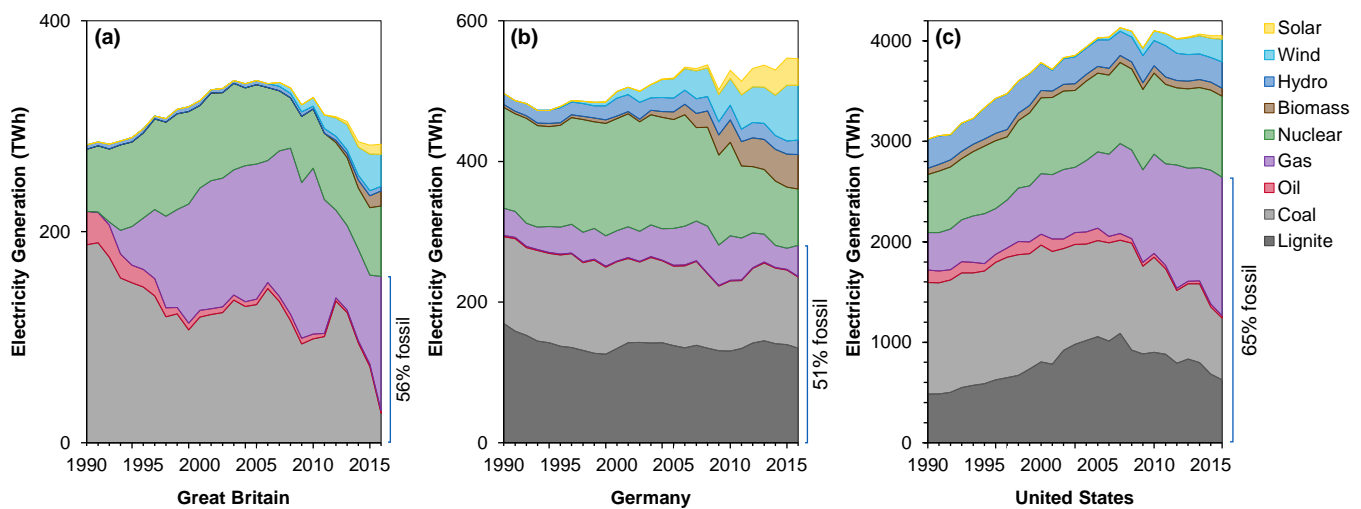 (a)
Electricity Generation (TWh)
400
200
0
1990
1995
2000
2005
2010
2015
Great Britain
56% fossil
(b)
Electricity Generation (TWh)
600
400
200
0
1990
1995
2000
2005
2010
2015
Germany
51% fossil
(c)
Electricity Generation (TWh)
4000
3000
2000
1000
0
1990
1995
2000
2005
2010
2015
United States
65% fossil
Solar
Wind
Hydro
Biomass
Nuclear
Gas
Oil
Coal
Lignite